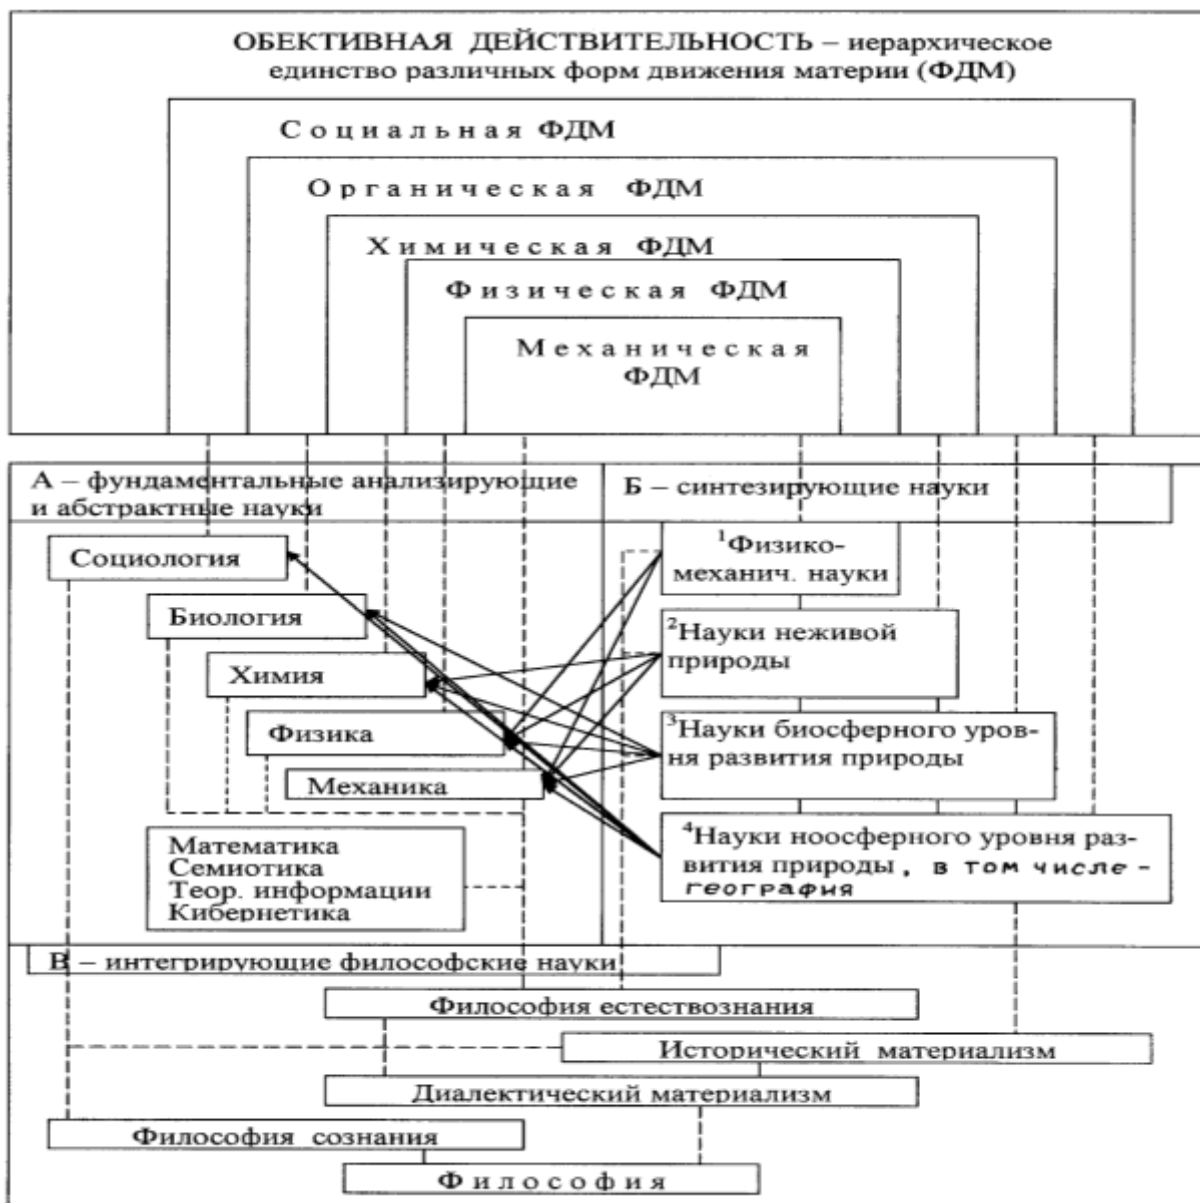 ОБЕКТИВНАЯ ДЕЙСТВИТЕЛЬНОСТЬ – иерархическое
единство различных форм движения материи (ФДМ)
Социальная ФДМ
Органическая ФДМ
Химическая ФДМ
Физическая ФДМ
Механическая
ФДМ
А – фундаментальные анализирующие
и абстрактные науки
Б – синтезирующие науки
Социология
Биология
Химия
Физика
Механика
Математика
Семиотика
Теор. информации
Кибернетика
¹Физико-
механич. науки
²Науки неживой
природы
³Науки биосферного уров-
ня развития природы
⁴Науки ноосферного уровня раз-
вития природы, в том числе -
география
В – интегрирующие философские науки
Философия естествознания
Исторический материализм
Диалектический материализм
Философия сознания
Философия